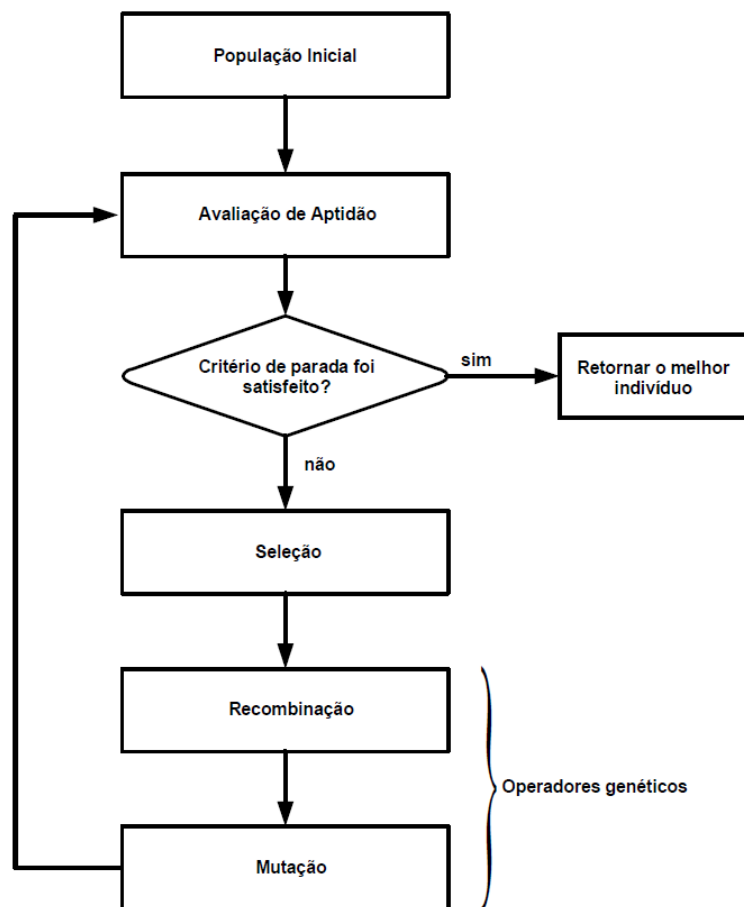 População Inicial
Avaliação de Aptidão
Critério de parada foi
satisfeito?
sim
Retornar o melhor
indivíduo
não
Seleção
Recombinação
Operadores genéticos
Mutação